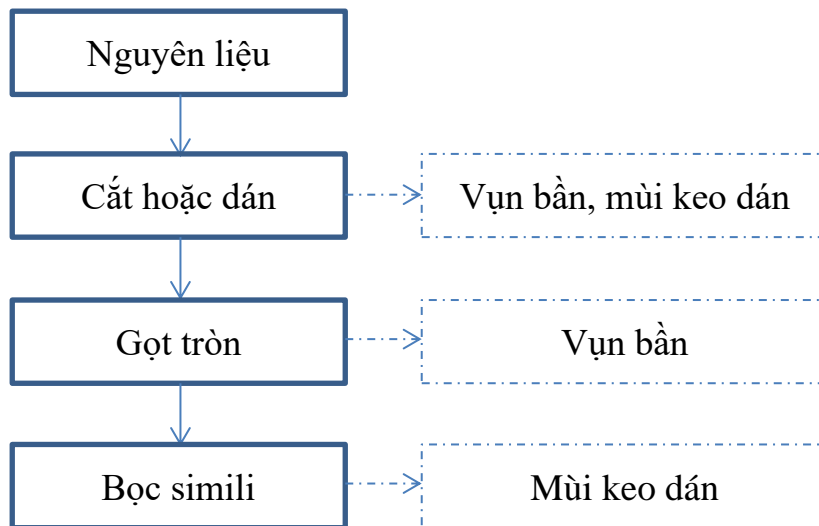 Nguyên liệu
Cắt hoặc dán
Vụn bần, mùi keo dán
Gọt tròn
Vụn bần
Bọc simili
Mùi keo dán